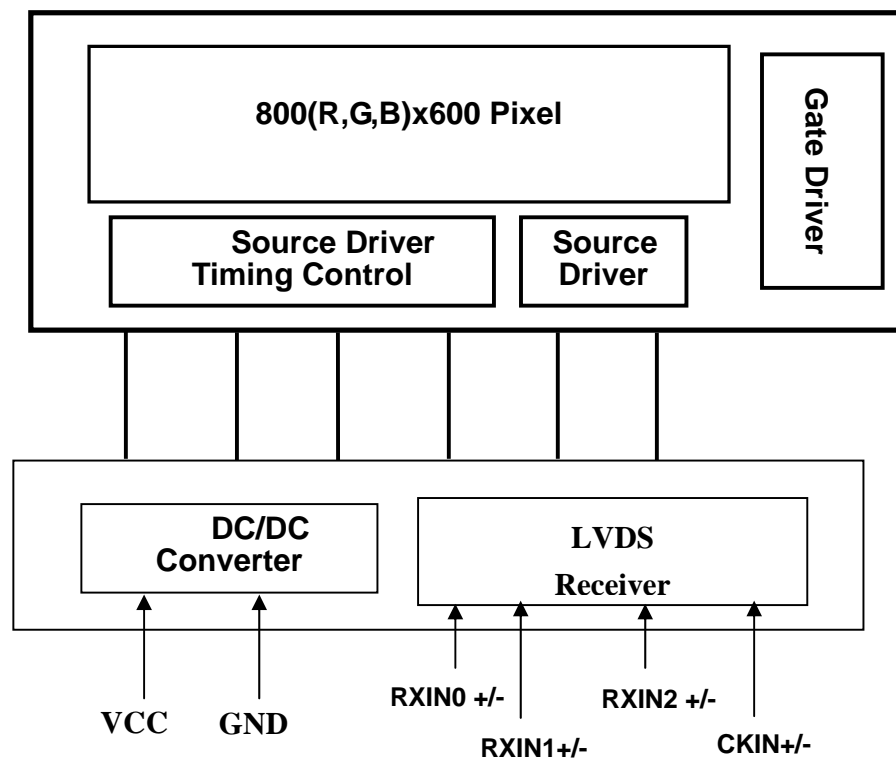 800(R,G,B)x600 Pixel
Gate Driver
Source Driver
Timing Control
Source
Driver
DC/DC
Converter
LVDS
Receiver
VCC
GND
RXIN0 +/-
RXIN1+/-
RXIN2 +/-
CKIN+/-